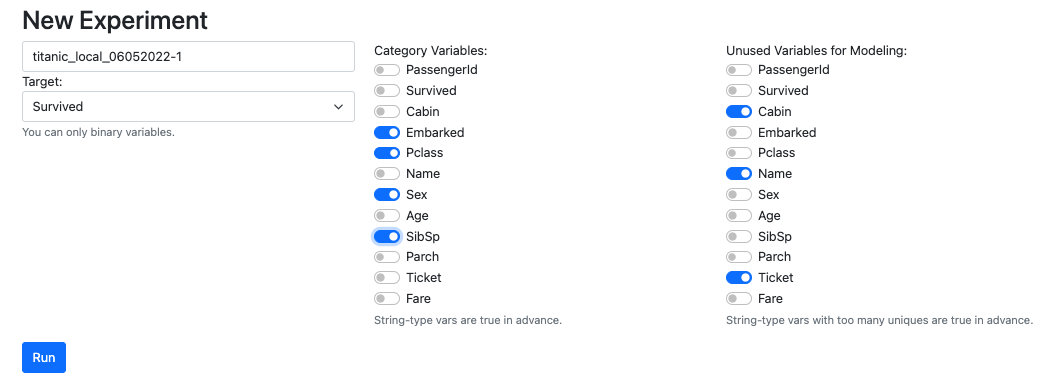 New Experiment
titanic_local_06052022-1
Target:
Survived
You can only binary variables.
Category Variables:
PassengerId
Survived
Cabin
Embarked
Pclass
Name
Sex
Age
SibSp
Parch
Ticket
Fare
String-type vars are true in advance.
Unused Variables for Modeling:
PassengerId
Survived
Cabin
Embarked
Pclass
Name
Sex
Age
SibSp
Parch
Ticket
Fare
String-type vars with too many uniques are true in advance.
Run